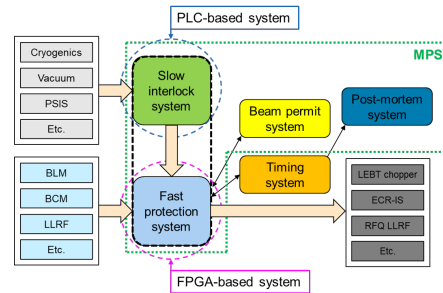 PLC-based system
MPS
Cryogenics
Vacuum
PSIS
Etc.
Slow
interlock
system
Beam permit
system
Post-mortem
system
Timing
system
BLM
BCM
LLRF
Etc.
Fast
protection
system
LEBT chopper
ECR-IS
RFQ LLRF
Etc.
FPGA-based system